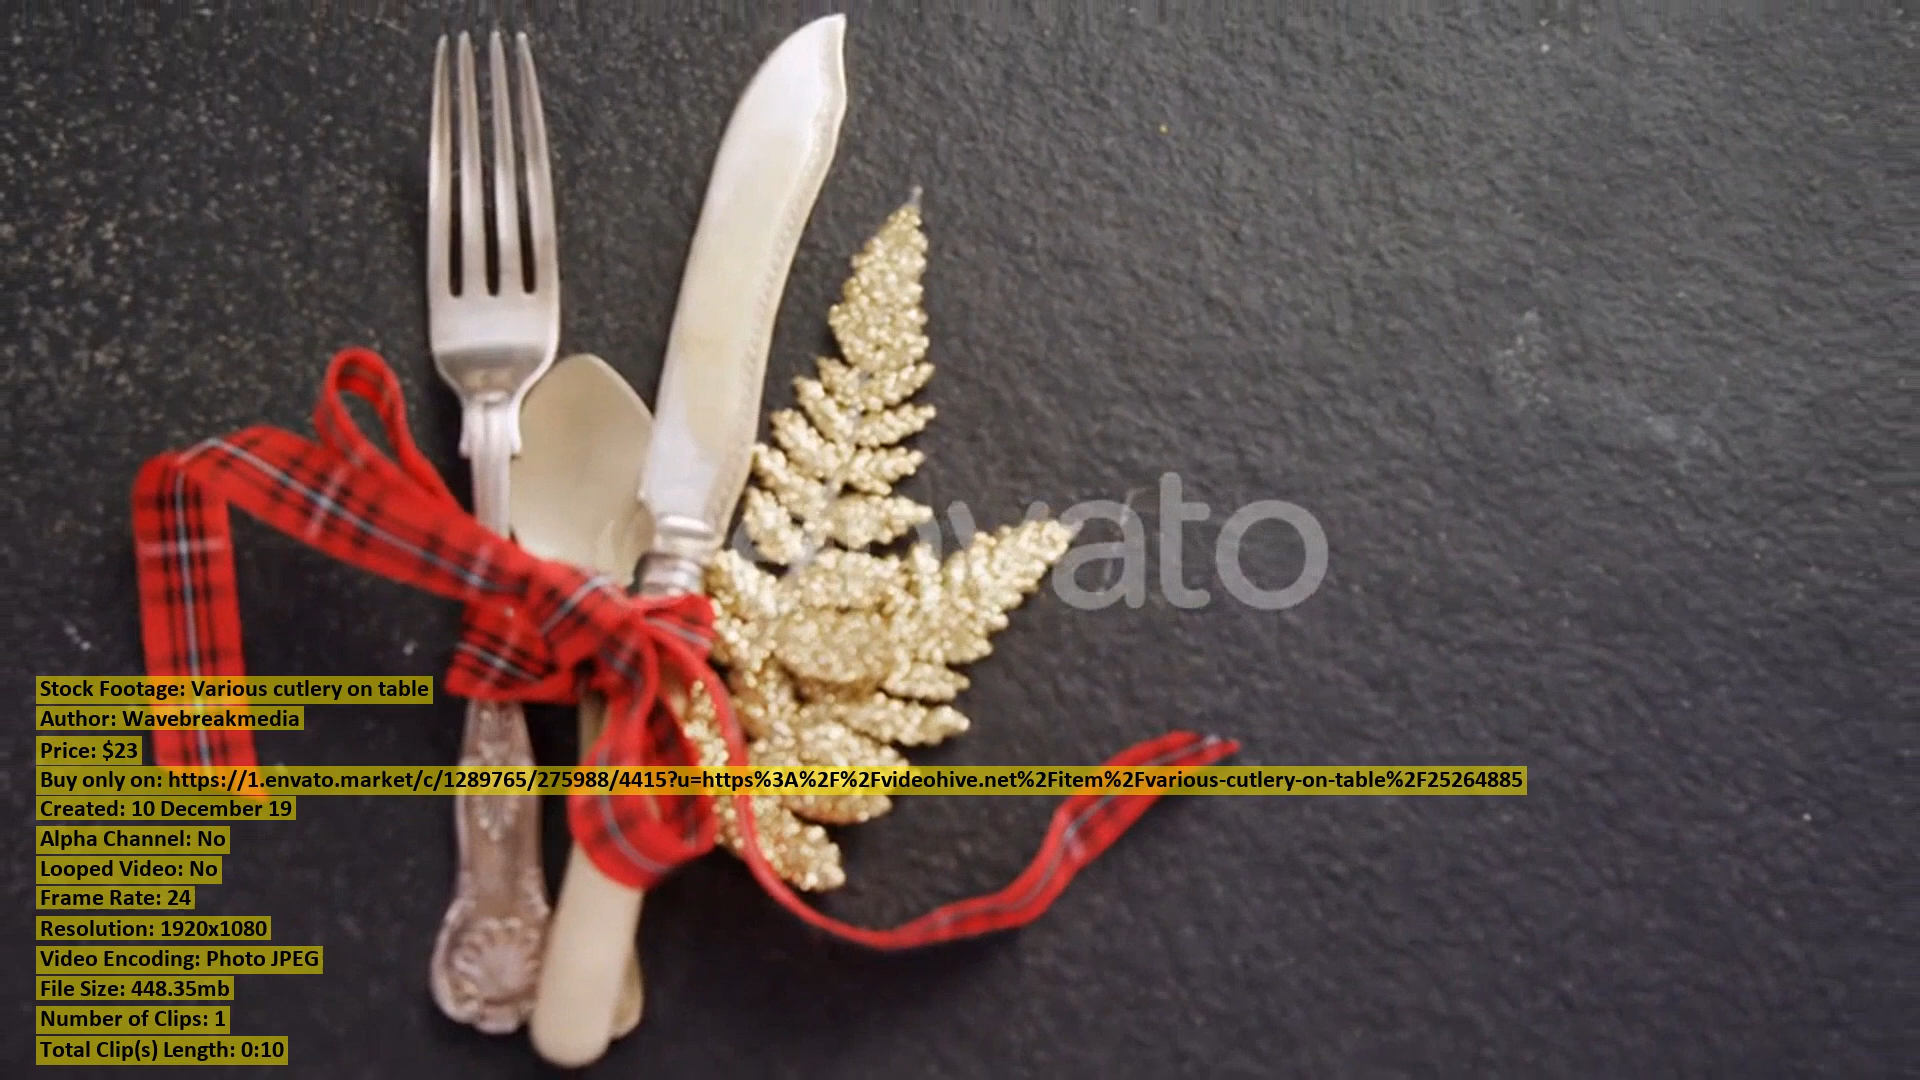 envato
Stock Footage: Various cutlery on table
Author: Wavebreakmedia
Price: $23
Buy only on: https://1.envato.market/c/1289765/275988/4415?u=https%3A%2F%2Fvideohive.net%2Fitem%2Fvarious-cutlery-on-table%2F25264885
Created: 10 December 19
Alpha Channel: No
Looped Video: No
Frame Rate: 24
Resolution: 1920x1080
Video Encoding: Photo JPEG
File Size: 448.35mb
Number of Clips: 1
Total Clip(s) Length: 0:10